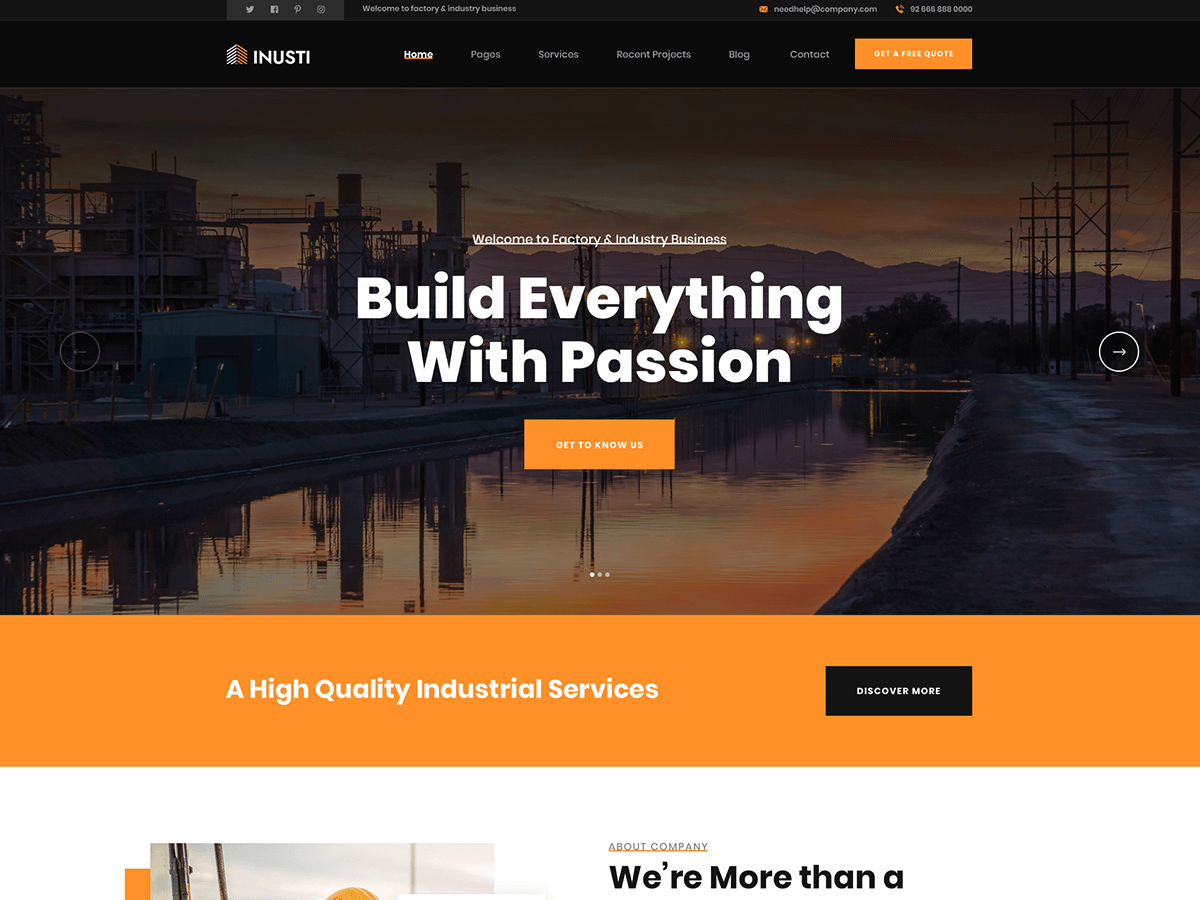 Welcome to factory & industry business
needhelp@company.com
92 666 888 0000
INUSTI
Home
Pages
Services
Recent Projects
Blog
Contact
GET A FREE QUOTE
Welcome to Factory & Industry Business
Build Everything
With Passion
GET TO KNOW US
A High Quality Industrial Services
DISCOVER MORE
ABOUT COMPANY
We’re More than a